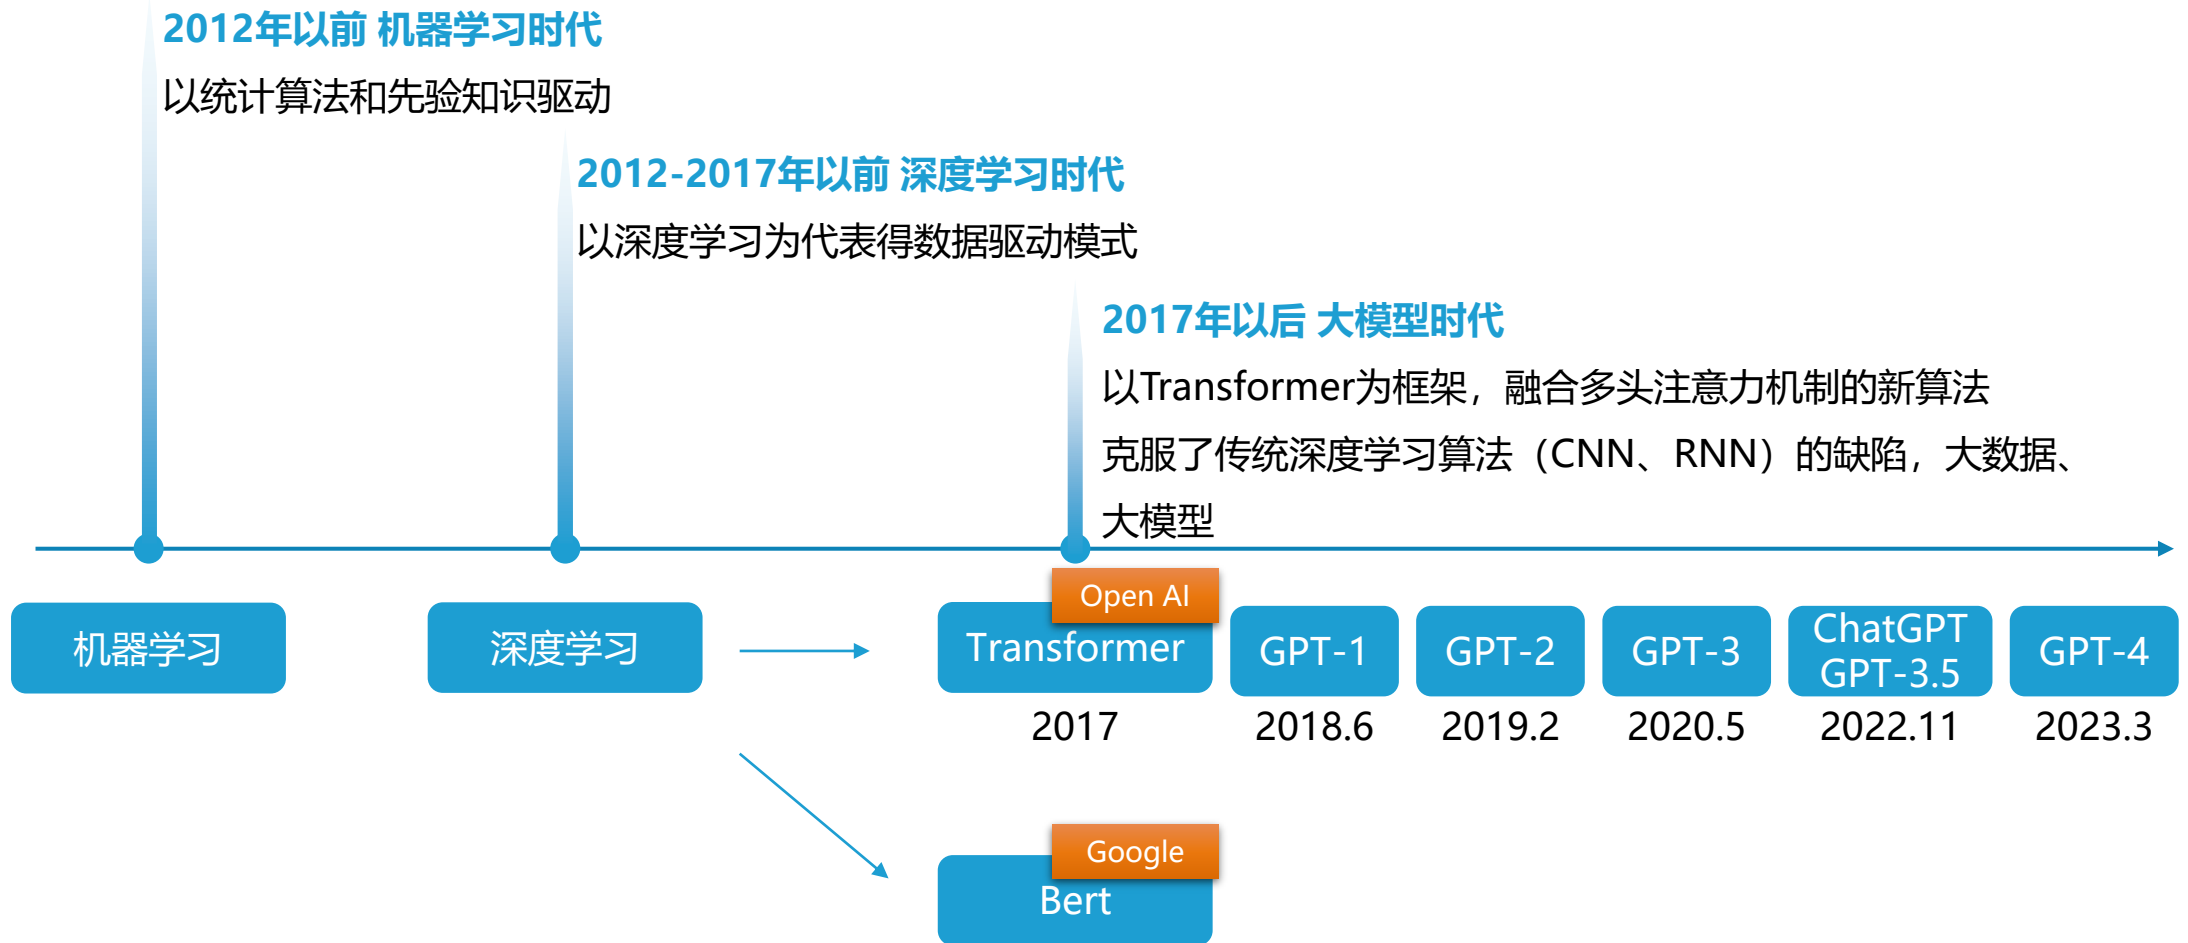 2012年以前 机器学习时代
以统计算法和先验知识驱动
2012-2017年以前 深度学习时代
以深度学习为代表得数据驱动模式
2017年以后 大模型时代
以Transformer为框架，融合多头注意力机制的新算法
克服了传统深度学习算法（CNN、RNN）的缺陷，大数据、
大模型
机器学习
深度学习
Open AI
Transformer
2017
GPT-1
2018.6
GPT-2
2019.2
GPT-3
2020.5
ChatGPT
GPT-3.5
2022.11
GPT-4
2023.3
Google
Bert